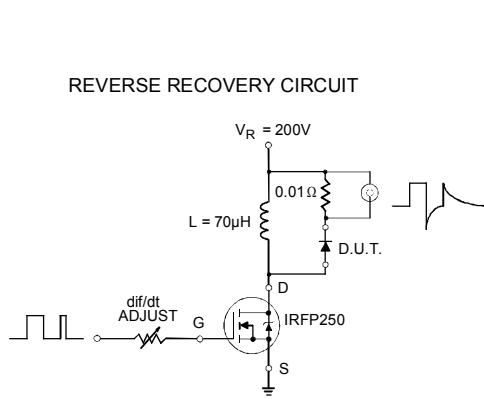 REVERSE RECOVERY CIRCUIT
V_R = 200V
0.01Ω
L = 70μH
D.U.T.
D
dif/dt
ADJUST
G
IRFP250
S